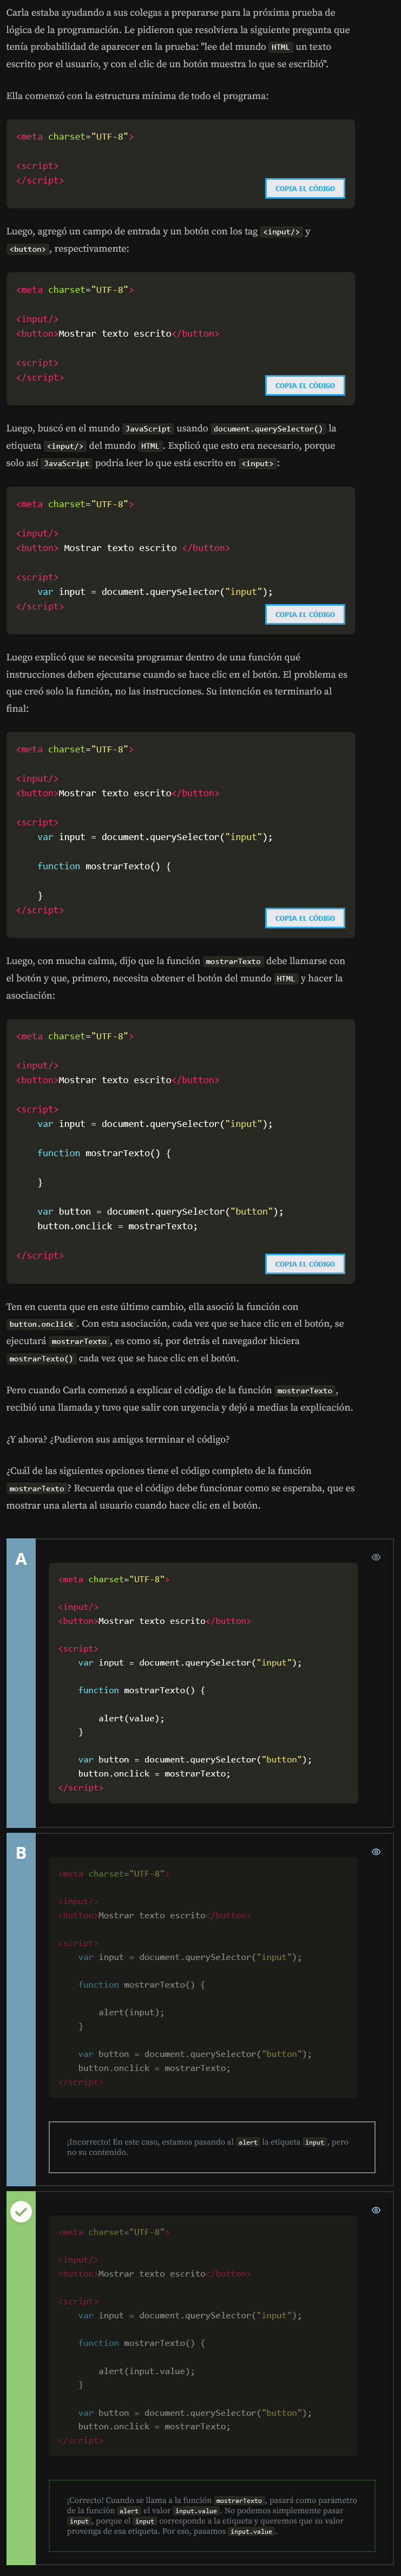 Carla estaba ayudando a sus colegas a prepararse para la próxima prueba de
lógica de la programación. Le pidieron que resolviera la siguiente pregunta que
tenía probabilidad de aparecer en la prueba: "lee del mundo HTML un texto
escrito por el usuario, y con el clic de un botón muestra lo que se escribió".
Ella comenzó con la estructura mínima de todo el programa:
<meta charset="UTF-8">
<script>
</script>
COPIA EL CÓDIGO
Luego, agregó un campo de entrada y un botón con los tag <input/> y
<button>, respectivamente:
<meta charset="UTF-8">
<input/>
<button>Mostrar texto escrito</button>
<script>
</script>
COPIA EL CÓDIGO
Luego, buscó en el mundo JavaScript usando document.querySelector() la
etiqueta <input/> del mundo HTML. Explicó que esto era necesario, porque
solo así JavaScript podría leer lo que está escrito en <input>:
<meta charset="UTF-8">
<input/>
<button> Mostrar texto escrito </button>
<script>
var input = document.querySelector("input");
</script>
COPIA EL CÓDIGO
Luego explicó que se necesita programar dentro de una función qué
instrucciones deben ejecutarse cuando se hace clic en el botón. El problema es
que creó solo la función, no las instrucciones. Su intención es terminarlo al
final:
<meta charset="UTF-8">
<input/>
<button>Mostrar texto escrito</button>
<script>
var input = document.querySelector("input");
function mostrarTexto() {
}
</script>
COPIA EL CÓDIGO
Luego, con mucha calma, dijo que la función mostrarTexto debe llamarse con
el botón y que, primero, necesita obtener el botón del mundo HTML y hacer la
asociación:
<meta charset="UTF-8">
<input/>
<button>Mostrar texto escrito</button>
<script>
var input = document.querySelector("input");
function mostrarTexto() {
}
var button = document.querySelector("button");
button.onclick = mostrarTexto;
</script>
COPIA EL CÓDIGO
Ten en cuenta que en este último cambio, ella asoció la función con
button.onclick. Con esta asociación, cada vez que se hace clic en el botón, se
ejecutará mostrarTexto, es como si, por detrás el navegador hiciera
mostrarTexto() cada vez que se hace clic en el botón.
Pero cuando Carla comenzó a explicar el código de la función mostrarTexto,
recibió una llamada y tuvo que salir con urgencia y dejó a medias la explicación.
¿Y ahora? ¿Pudieron sus amigos terminar el código?
¿Cuál de las siguientes opciones tiene el código completo de la función
mostrarTexto? Recuerda que el código debe funcionar como se esperaba, que es
mostrar una alerta al usuario cuando hace clic en el botón.
A
<meta charset="UTF-8">
<input/>
<button>Mostrar texto escrito</button>
<script>
var input = document.querySelector("input");
function mostrarTexto() {
alert(value);
}
var button = document.querySelector("button");
button.onclick = mostrarTexto;
</script>
B
<meta charset="UTF-8">
<input/>
<button>Mostrar texto escrito</button>
<script>
var input = document.querySelector("input");
function mostrarTexto() {
alert(input);
}
var button = document.querySelector("button");
button.onclick = mostrarTexto;
</script>
¡Incorrecto! En este caso, estamos pasando al alert la etiqueta input, pero
no su contenido.
<meta charset="UTF-8">
<input/>
<button>Mostrar texto escrito</button>
<script>
var input = document.querySelector("input");
function mostrarTexto() {
alert(input.value);
}
var button = document.querySelector("button");
button.onclick = mostrarTexto;
</script>
¡Correcto! Cuando se llama a la función mostrarTexto, pasará como parámetro
de la función alert el valor input.value. No podemos simplemente pasar
input, porque el input corresponde a la etiqueta y queremos que su valor
provenga de esa etiqueta. Por eso, pasamos input.value.